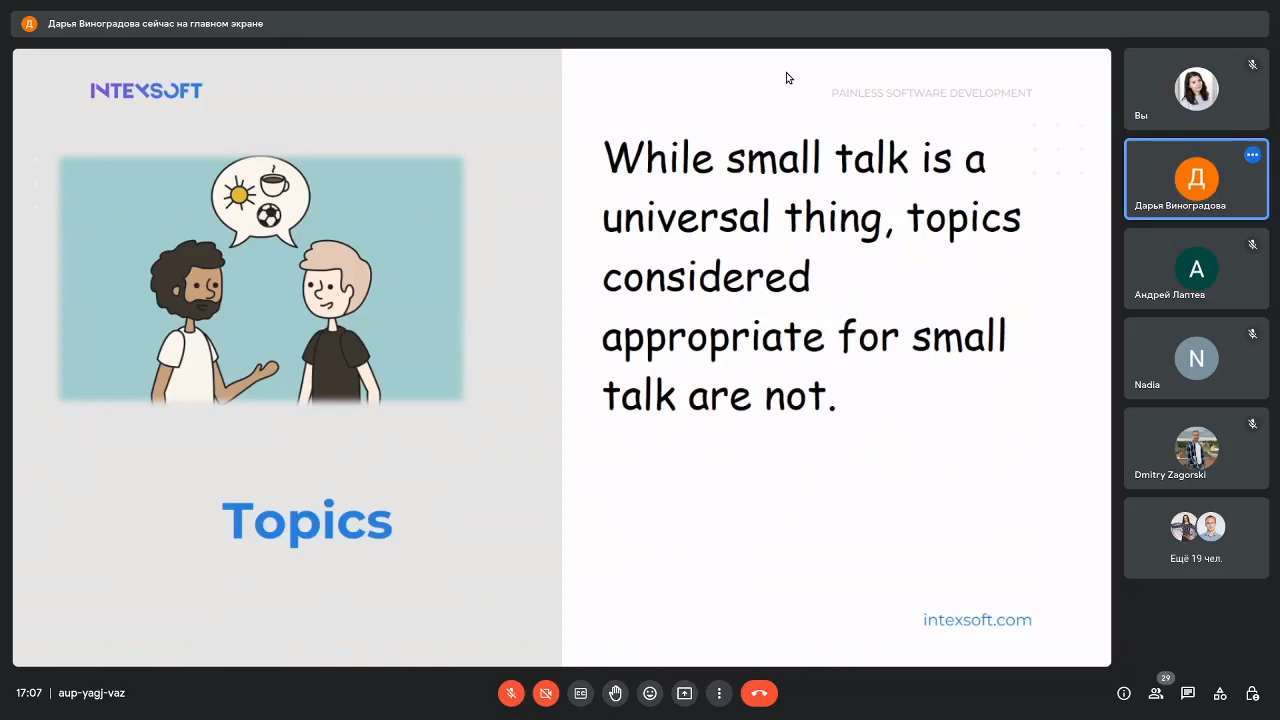 Д
Дарья Виноградова сейчас на главном экране
INTEXSOFT
PAINLESS SOFTWARE DEVELOPMENT
While small talk is a
universal thing, topics
considered
appropriate for small
talk are not.
Topics
intexsoft.com
Вы
Д
Дарья Виноградова
А
Андрей Лаптев
N
Nadia
Dmitry Zagorski
Ещё 19 чел.
17:07 | aup-yagj-vaz
29